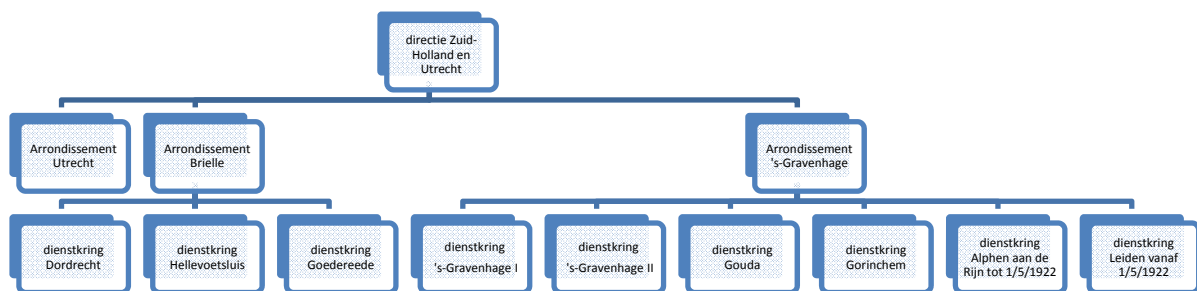 directie Zuid-
Holland en
Utrecht
Arrondissement
Utrecht
Arrondissement
Brielle
Arrondissement
's-Gravenhage
dienstkring
Dordrecht
dienstkring
Hellevoetsluis
dienstkring
Goedereede
dienstkring
's-Gravenhage I
dienstkring
's-Gravenhage II
dienstkring
Gouda
dienstkring
Gorinchem
dienstkring
Alphen aan de
Rijn tot 1/5/1922
dienstkring
Leiden vanaf
1/5/1922